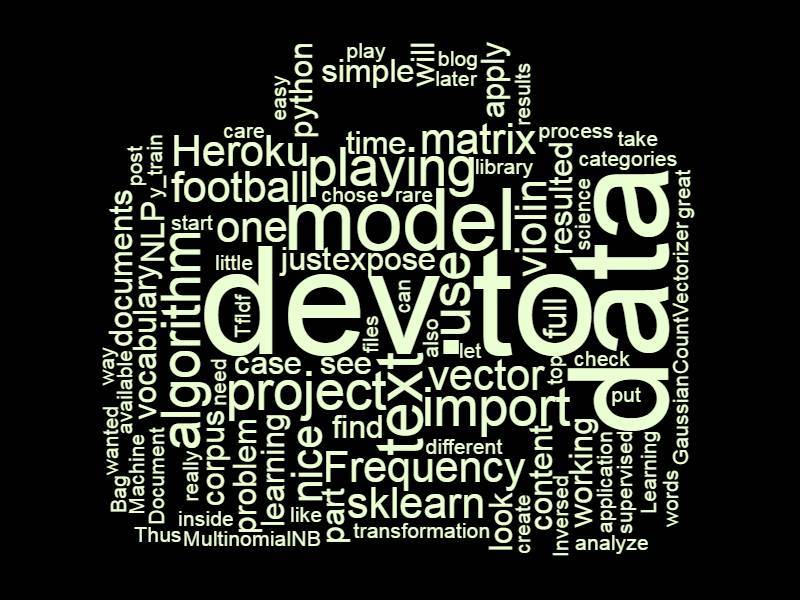 play
blog
simple
will
later
apply
easy
python
results
care
time
matrix
process
take
Heroku
playing
library
categories
post
y_train
football
chose
rare
violin
resulted
science
great
documents
NLP
start
one
model
data
little
just
expose
algorithm
dev.to
Tfldf
can
use
full
vocabulary
files
also
let
CountVectorizer
way
available
case
see
text
top
check
need
project
vector
import
put
Gaussian
wanted
Machine
Bag
Document
really
corpus
problem
learning
nice
find
different
content
working
Frequency
application
supervised
Learning
words
part
sklearn
look
create
Inversed
inside
like
Thus
MultinomialNB
transformation
analyze